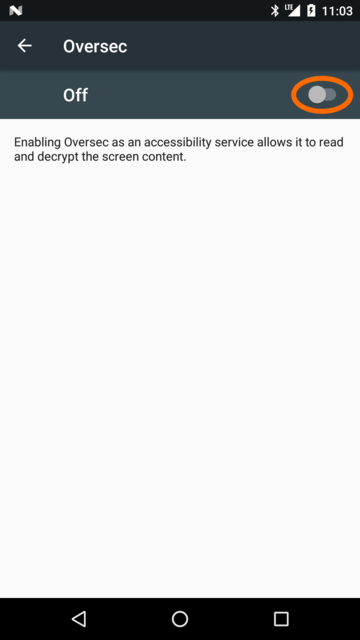 LTE 11:03
Oversec
Off
Enabling Oversec as an accessibility service allows it to read
and decrypt the screen content.